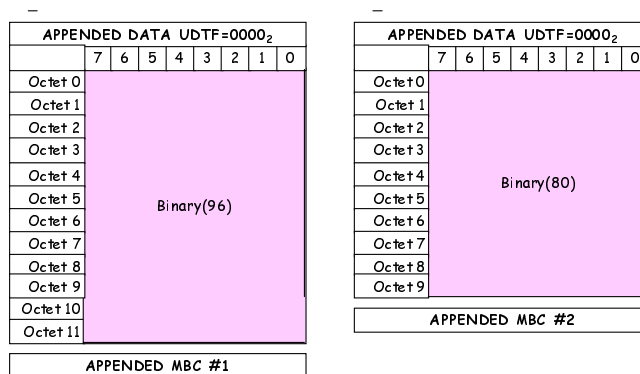 APPENDED DATA UDTF=0000₂
7 6 5 4 3 2 1 0
Octet 0
Octet 1
Octet 2
Octet 3
Octet 4
Octet 5
Octet 6
Octet 7
Octet 8
Octet 9
Octet 10
Octet 11
Binary(96)
APPENDED MBC #1
APPENDED DATA UDTF=0000₂
7 6 5 4 3 2 1 0
Octet 0
Octet 1
Octet 2
Octet 3
Octet 4
Octet 5
Octet 6
Octet 7
Octet 8
Octet 9
Binary(80)
APPENDED MBC #2